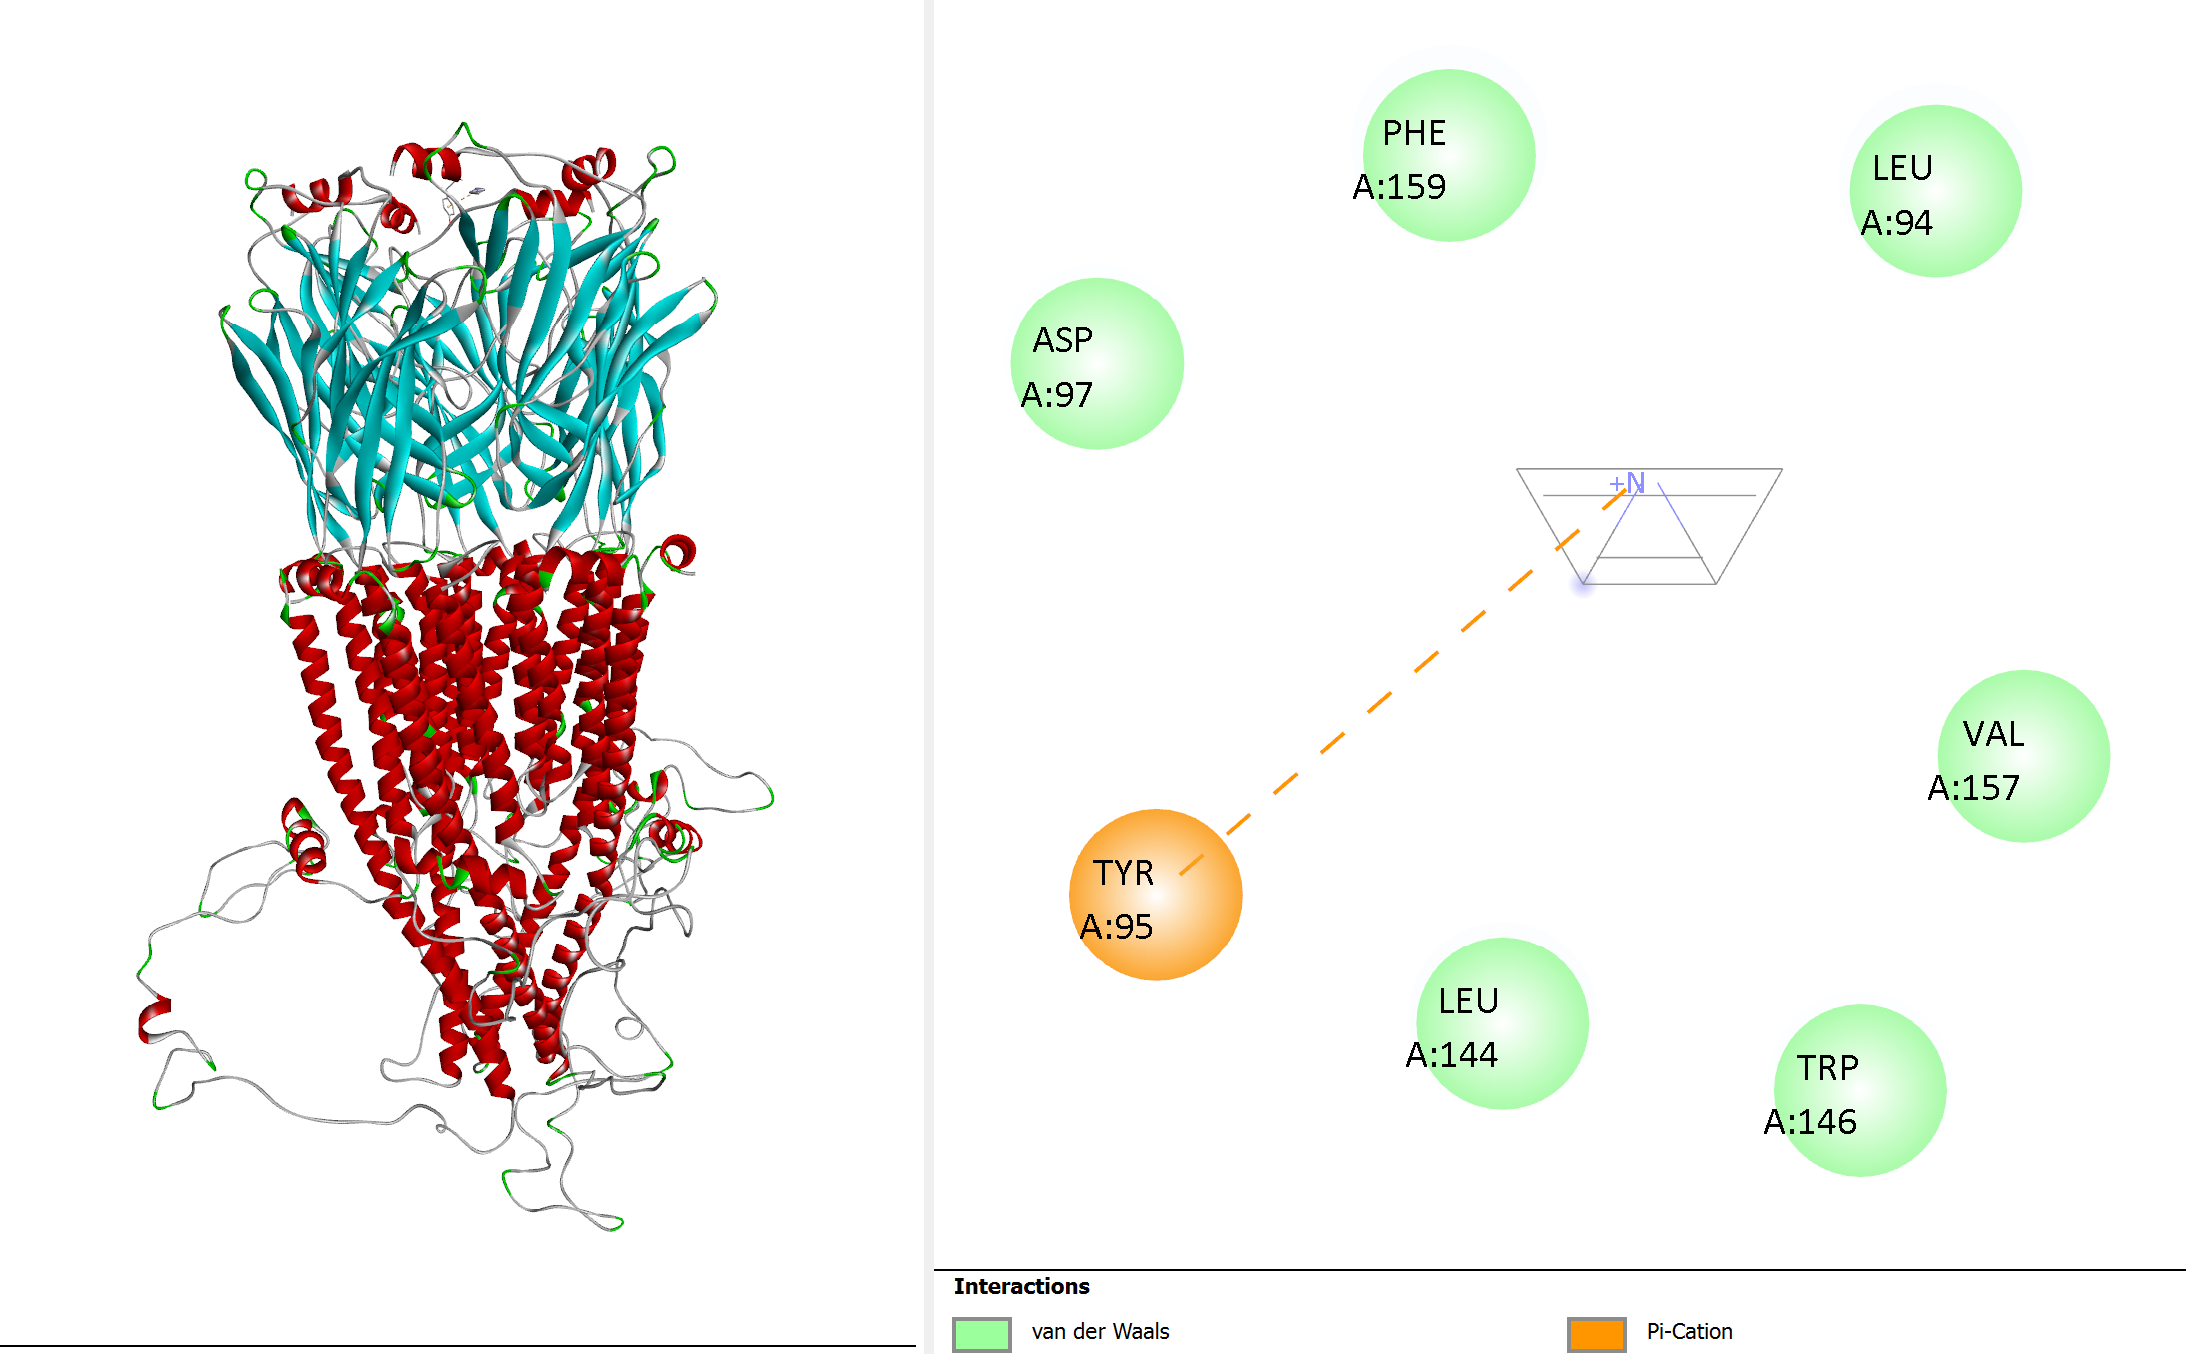 PHE
A:159
LEU
A:94
ASP
A:97
+N
VAL
A:157
TYR
A:95
LEU
A:144
TRP
A:146
Interactions
van der Waals
Pi-Cation